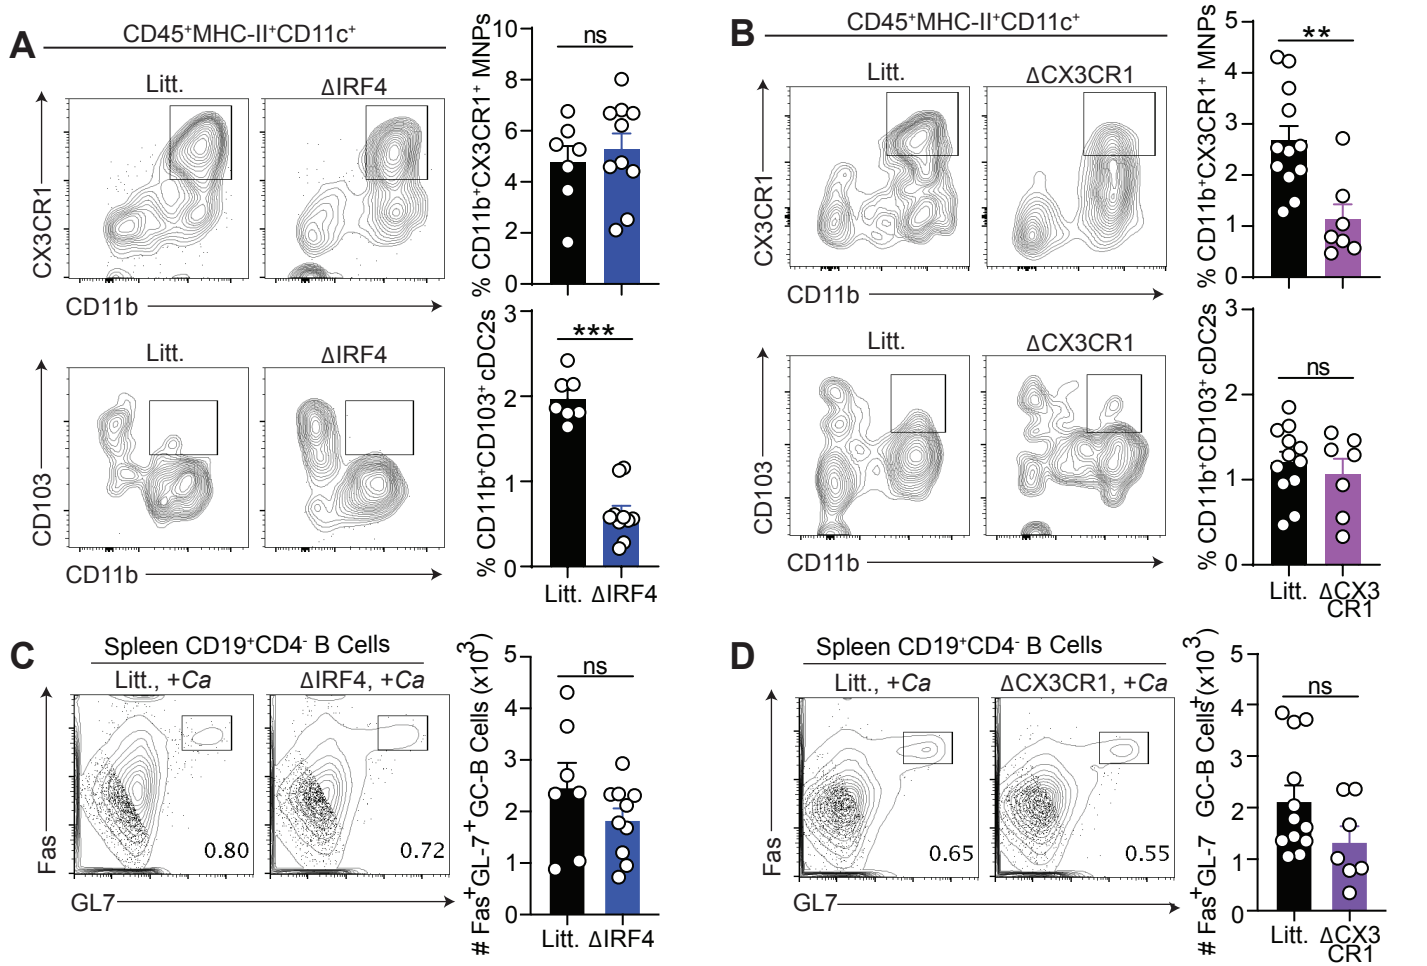 A
CD45⁺MHC-II⁺CD11c⁺
Litt.
ΔIRF4
CX3CR1
CD11b
% CD11b⁺CX3CR1⁺ MNPs
10
8
6
4
2
0
ns
Litt.
ΔIRF4
CD103
CD11b
% CD11b⁺CD103⁺ cDC2s
3
2
1
0
***
Litt. ΔIRF4
B
CD45⁺MHC-II⁺CD11c⁺
Litt.
ΔCX3CR1
CX3CR1
CD11b
% CD11b⁺CX3CR1⁺ MNPs
5
4
3
2
1
0
**
Litt.
ΔCX3CR1
CD103
CD11b
% CD11b⁺CD103⁺ cDC2s
3
2
1
0
ns
Litt. ΔCX3
CR1
C
Spleen CD19⁺CD4⁻ B Cells
Litt., +Ca
ΔIRF4, +Ca
Fas
0.80
0.72
GL7
# Fas⁺GL-7⁺GC-B Cells (x10³)
5
4
3
2
1
0
ns
Litt. ΔIRF4
D
Spleen CD19⁺CD4⁻ B Cells
Litt., +Ca
ΔCX3CR1, +Ca
Fas
0.65
0.55
GL7
# Fas⁺GL-7 GC-B Cells⁺(x10³)
5
4
3
2
1
0
ns
Litt. ΔCX3
CR1